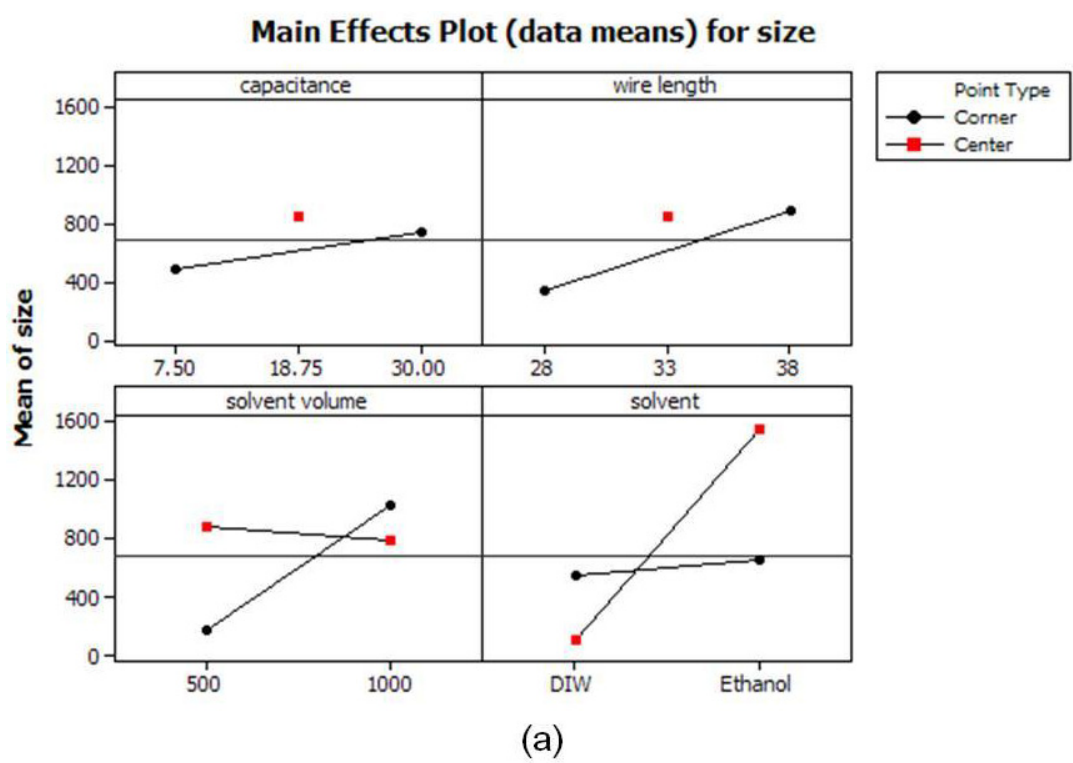 Main Effects Plot (data means) for size
capacitance
wire length
Point Type
Corner
Center
Mean of size
1600
1200
800
400
0
7.50
18.75
30.00
28
33
38
solvent volume
solvent
1600
1200
800
400
0
500
1000
DIW
Ethanol
(a)